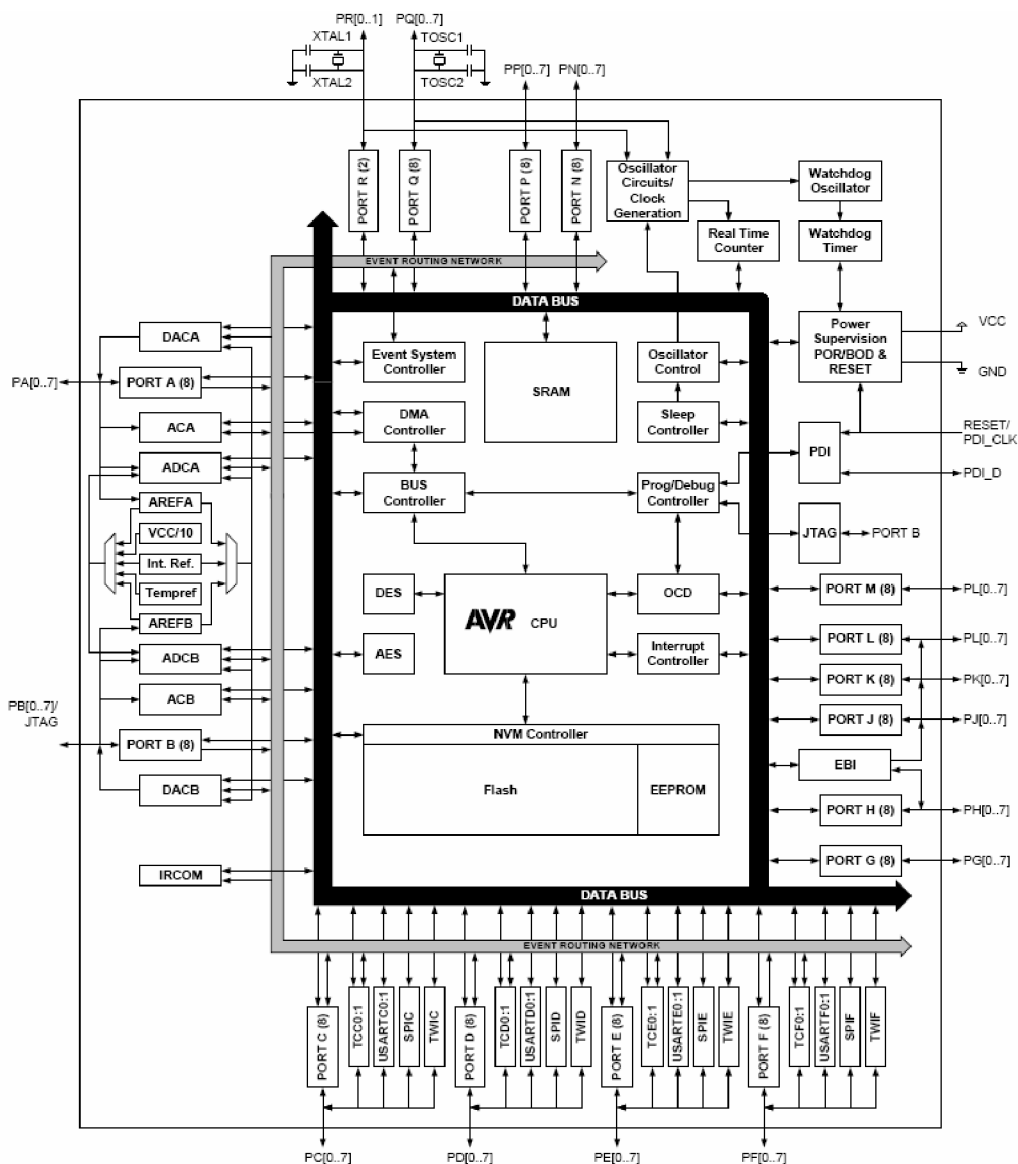 PR[0..1] PQ[0..7]
XTAL1 TOSC1
XTAL2 TOSC2
PP[0..7] PN[0..7]
PORT R (2)
PORT Q (8)
PORT P (8)
PORT N (8)
Oscillator
Circuits/
Clock
Generation
Watchdog
Oscillator
Real Time
Counter
Watchdog
Timer
EVENT ROUTING NETWORK
DATA BUS
DACA
PA[0..7]
PORT A (8)
ACA
ADCA
AREFA
VCC/10
Int. Ref.
Tempref
AREFB
ADCB
ACB
PB[0..7]/
JTAG
PORT B (8)
DACB
IRCOM
Event System
Controller
SRAM
Oscillator
Control
DMA
Controller
Sleep
Controller
BUS
Controller
Prog/Debug
Controller
DES
AVR CPU
OCD
AES
Interrupt
Controller
NVM Controller
Flash
EEPROM
Power
Supervision
POR/BOD &
RESET
VCC
GND
RESET/
PDI_CLK
PDI
PDI_D
JTAG
PORT B
PORT M (8)
PL[0..7]
PORT L (8)
PL[0..7]
PORT K (8)
PK[0..7]
PORT J (8)
PJ[0..7]
EBI
PORT H (8)
PH[0..7]
PORT G (8)
PG[0..7]
DATA BUS
EVENT ROUTING NETWORK
PORT C (8)
TCC0:1
USARTC0:1
SPIC
TWIC
PORT D (8)
TCD0:1
USARTD0:1
SPID
TWID
PORT E (8)
TCE0:1
USARTE0:1
SPIE
TWIE
PORT F (8)
TCF0:1
USARTF0:1
SPIF
TWIF
PC[0..7] PD[0..7] PE[0..7] PF[0..7]